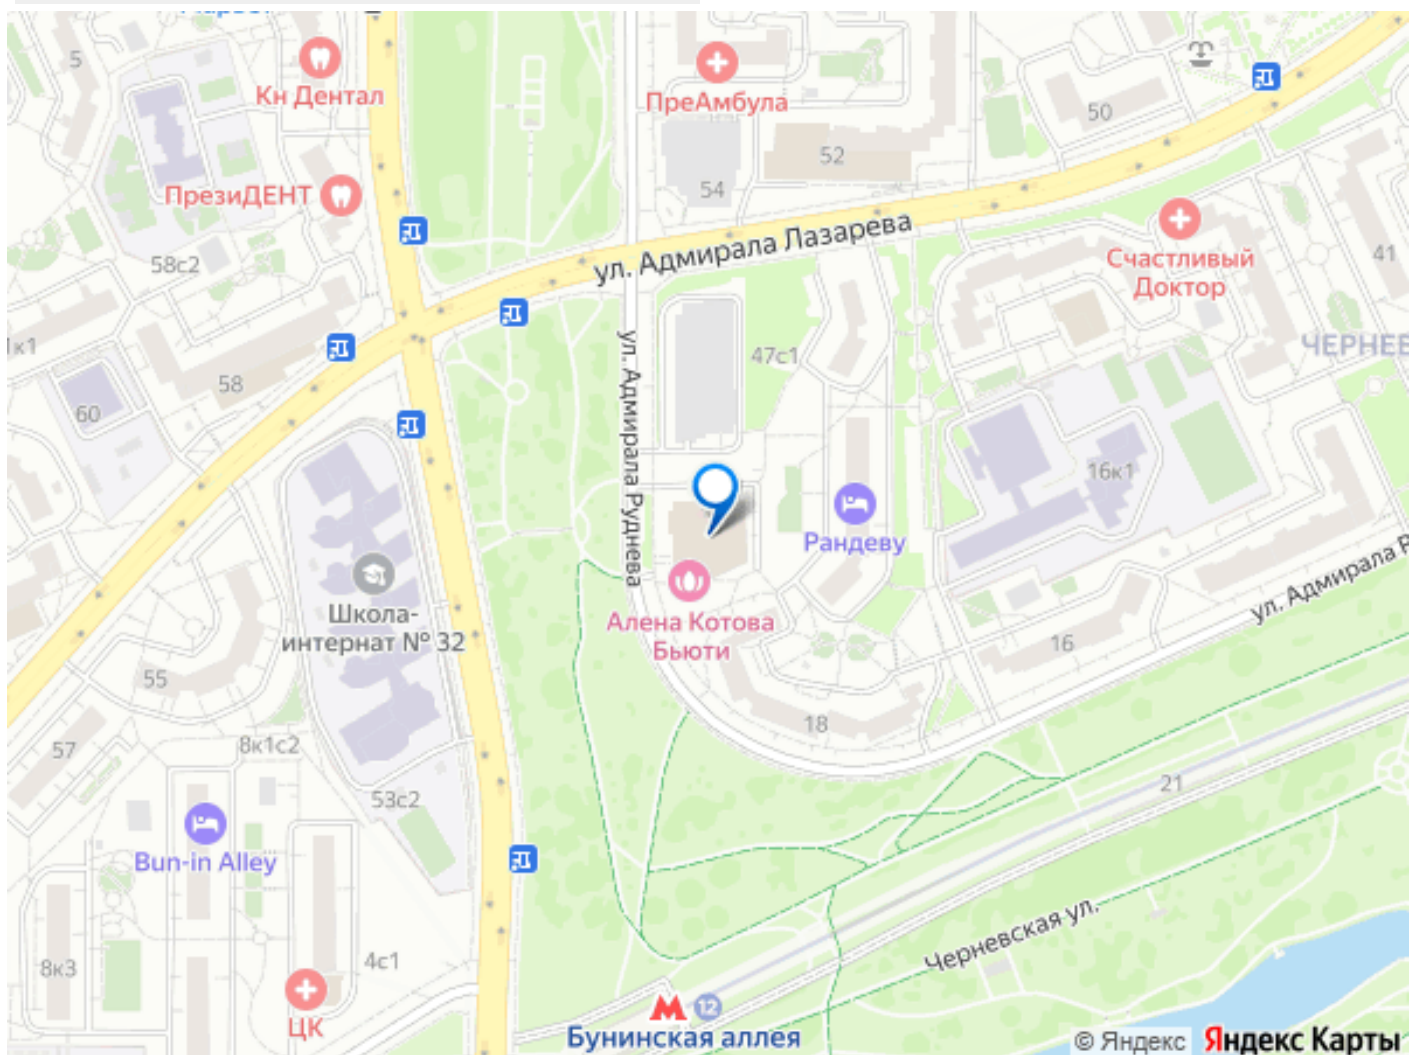 5
Кн Дентал
ПреАмбула
50
52
54
ПрезиДЕНТ
ул. Адмирала Лазарева
58с2
Счастливый
Доктор
41
1к1
47с1
ЧЕРНЕВ
58
60
ул. Адмирала Руднева
16к1
Рандеву
Школа-
интернат № 32
Алена Котова
Бьюти
ул. Адмирала Р
16
55
18
57
8к1с2
21
53с2
Bun-in Alley
Черневская ул.
8к3
4с1
ЦК
М
12
Бунинская аллея
© Яндекс Яндекс Карты